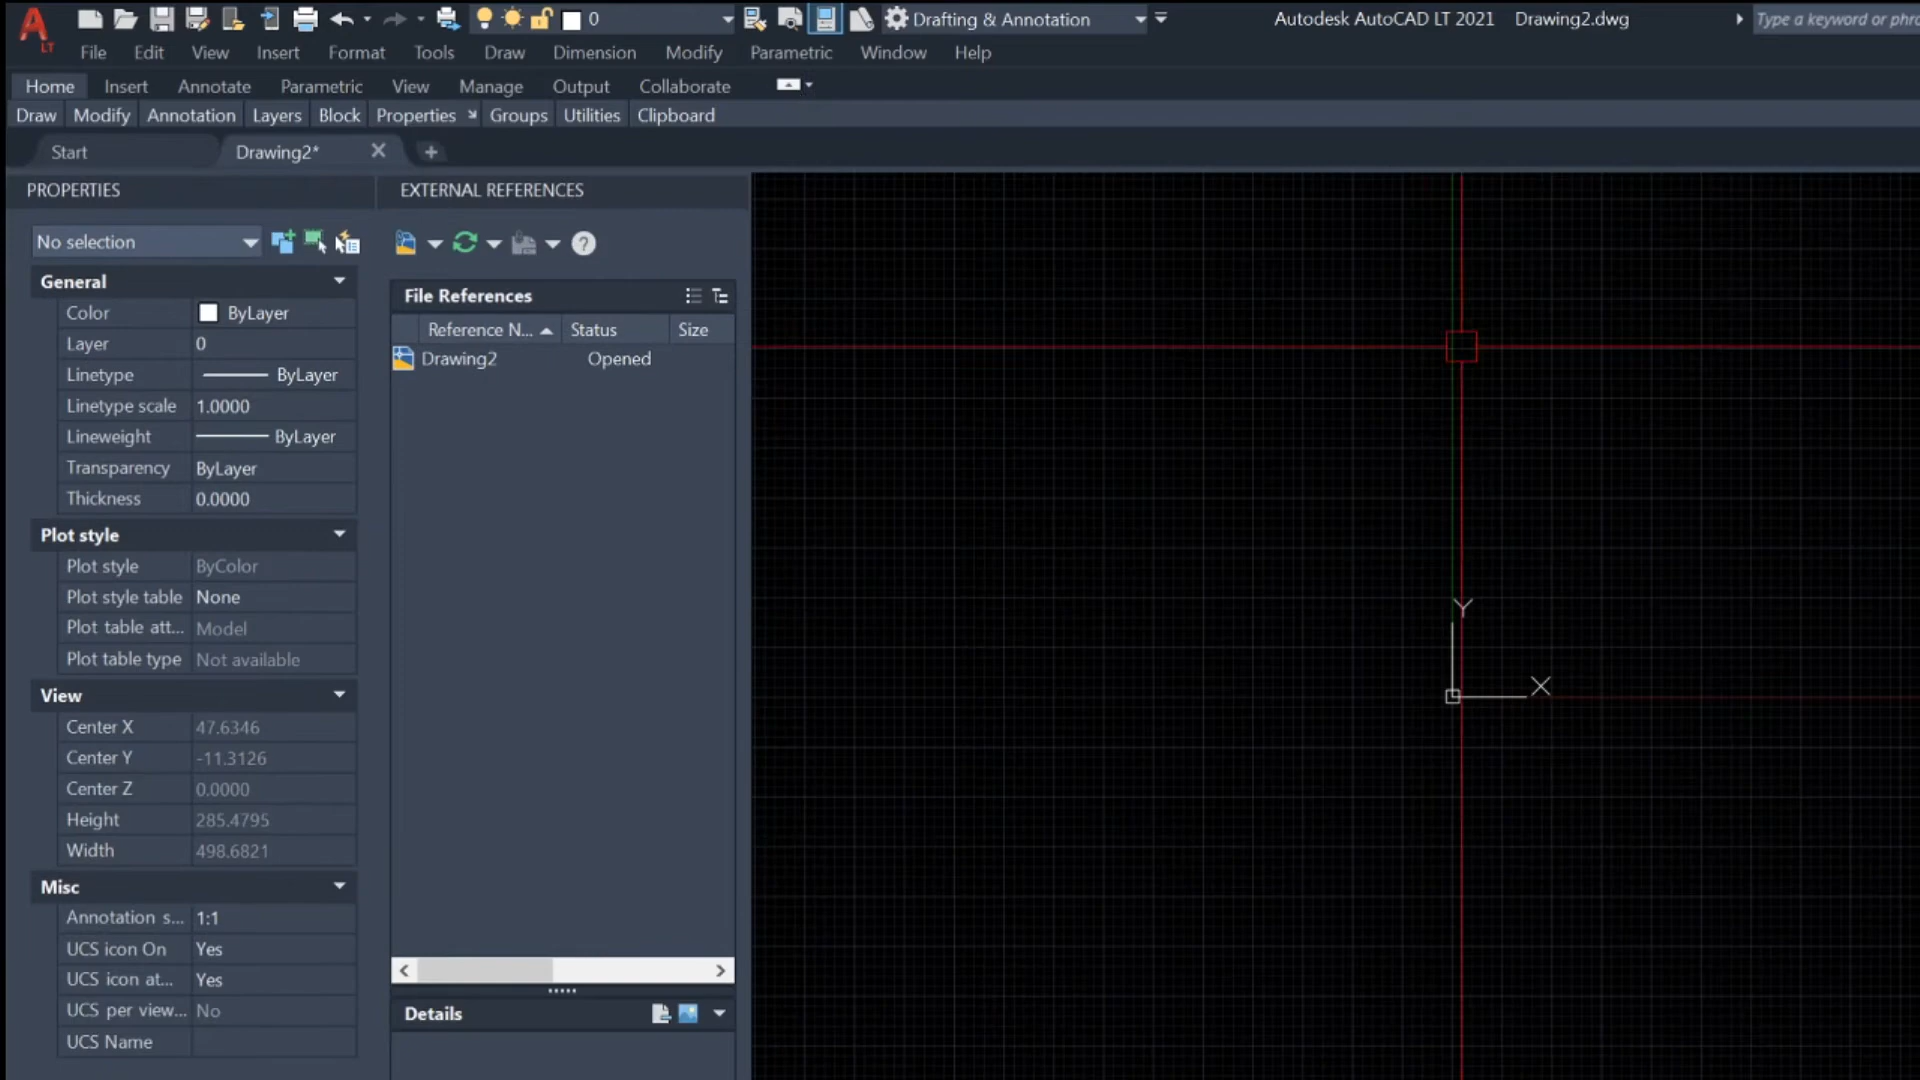 0 Drafting & Annotation Autodesk AutoCAD LT 2021 Drawing2.dwg Type a keyword or phr
LT
File Edit View Insert Format Tools Draw Dimension Modify Parametric Window Help
Home Insert Annotate Parametric View Manage Output Collaborate
Draw Modify Annotation Layers Block Properties Groups Utilities Clipboard
Start Drawing2*
PROPERTIES
No selection
General
Color ByLayer
Layer 0
Linetype ByLayer
Linetype scale 1.0000
Lineweight ByLayer
Transparency ByLayer
Thickness 0.0000
Plot style
Plot style ByColor
Plot style table None
Plot table att... Model
Plot table type Not available
View
Center X 47.6346
Center Y -11.3126
Center Z 0.0000
Height 285.4795
Width 498.6821
Misc
Annotation s... 1:1
UCS icon On Yes
UCS icon at... Yes
UCS per view... No
UCS Name
EXTERNAL REFERENCES
File References
Reference N... Status Size
Drawing2 Opened
Details
Y
X